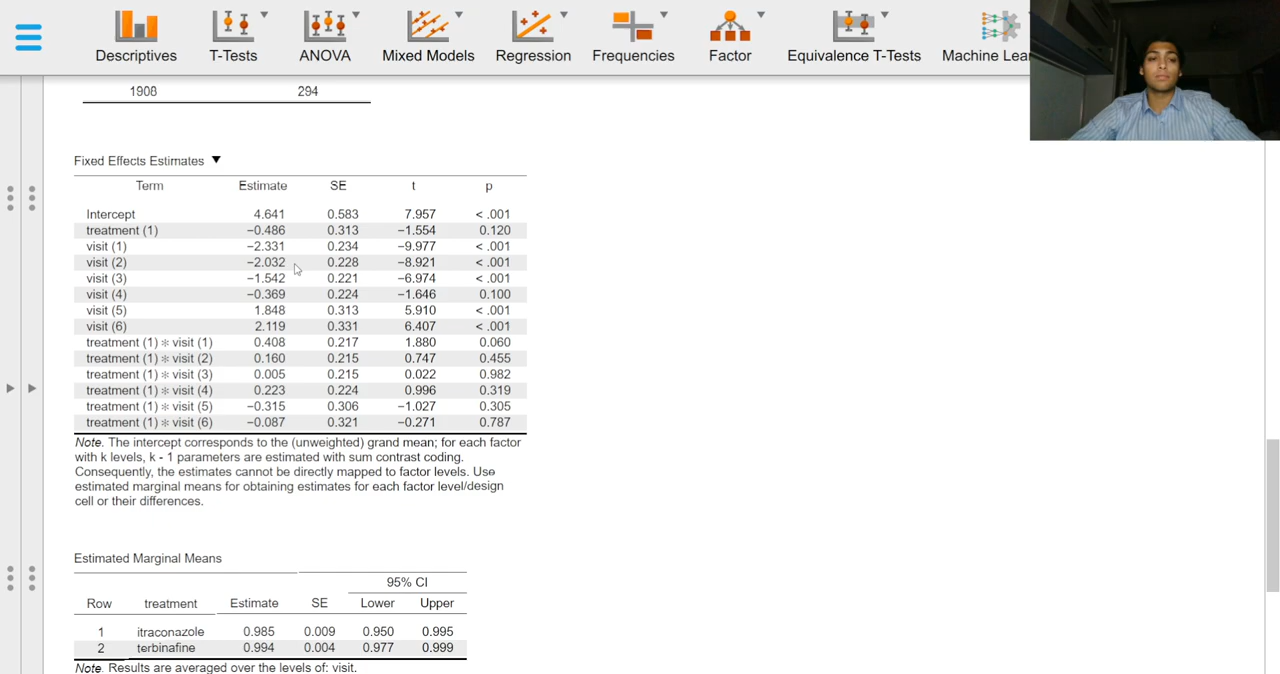 Descriptives T-Tests ANOVA Mixed Models Regression Frequencies Factor Equivalence T-Tests Machine Lear
1908 294
Fixed Effects Estimates ▼
Term Estimate SE t p
Intercept 4.641 0.583 7.957 < .001
treatment (1) −0.486 0.313 −1.554 0.120
visit (1) −2.331 0.234 −9.977 < .001
visit (2) −2.032 0.228 −8.921 < .001
visit (3) −1.542 0.221 −6.974 < .001
visit (4) −0.369 0.224 −1.646 0.100
visit (5) 1.848 0.313 5.910 < .001
visit (6) 2.119 0.331 6.407 < .001
treatment (1) ✻ visit (1) 0.408 0.217 1.880 0.060
treatment (1) ✻ visit (2) 0.160 0.215 0.747 0.455
treatment (1) ✻ visit (3) 0.005 0.215 0.022 0.982
treatment (1) ✻ visit (4) 0.223 0.224 0.996 0.319
treatment (1) ✻ visit (5) −0.315 0.306 −1.027 0.305
treatment (1) ✻ visit (6) −0.087 0.321 −0.271 0.787
Note. The intercept corresponds to the (unweighted) grand mean; for each factor
with k levels, k - 1 parameters are estimated with sum contrast coding.
Consequently, the estimates cannot be directly mapped to factor levels. Use
estimated marginal means for obtaining estimates for each factor level/design
cell or their differences.
Estimated Marginal Means
95% CI
Row treatment Estimate SE Lower Upper
1 itraconazole 0.985 0.009 0.950 0.995
2 terbinafine 0.994 0.004 0.977 0.999
Note. Results are averaged over the levels of: visit.